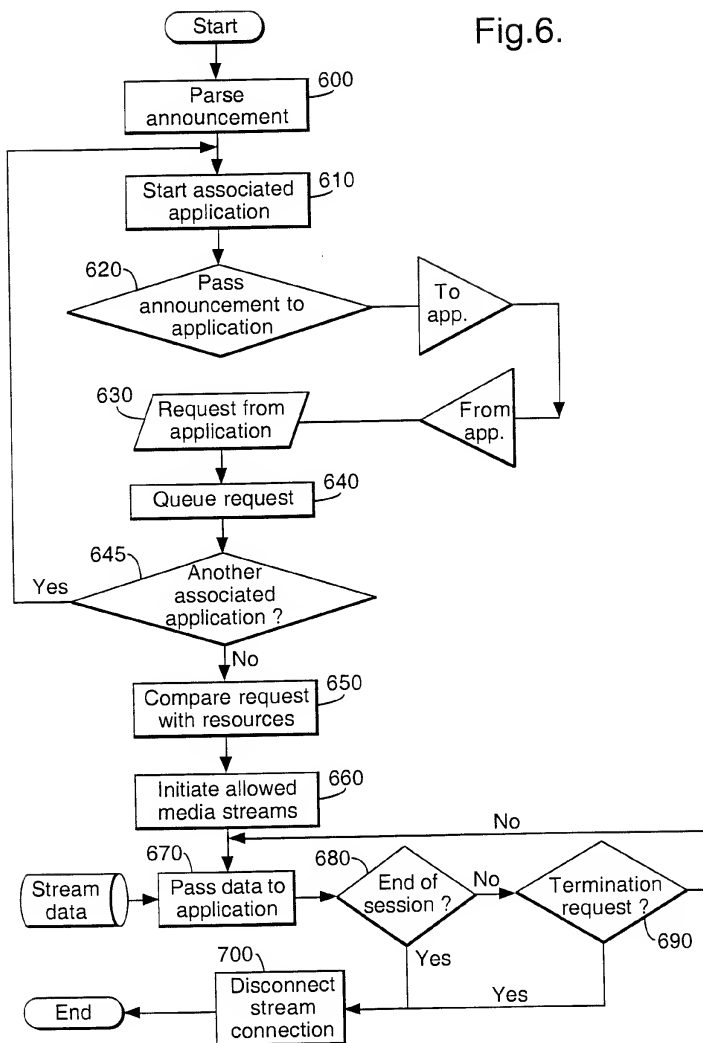 Fig.6.
Start
600
Parse
announcement
610
Start associated
application
620
Pass
announcement to
application
To
app.
From
app.
630
Request from
application
640
Queue request
645
Another
associated
application ?
Yes
No
650
Compare request
with resources
660
Initiate allowed
media streams
No
Stream
data
670
Pass data to
application
680
End of
session ?
No
Termination
request ?
690
Yes
Yes
700
Disconnect
stream
connection
End